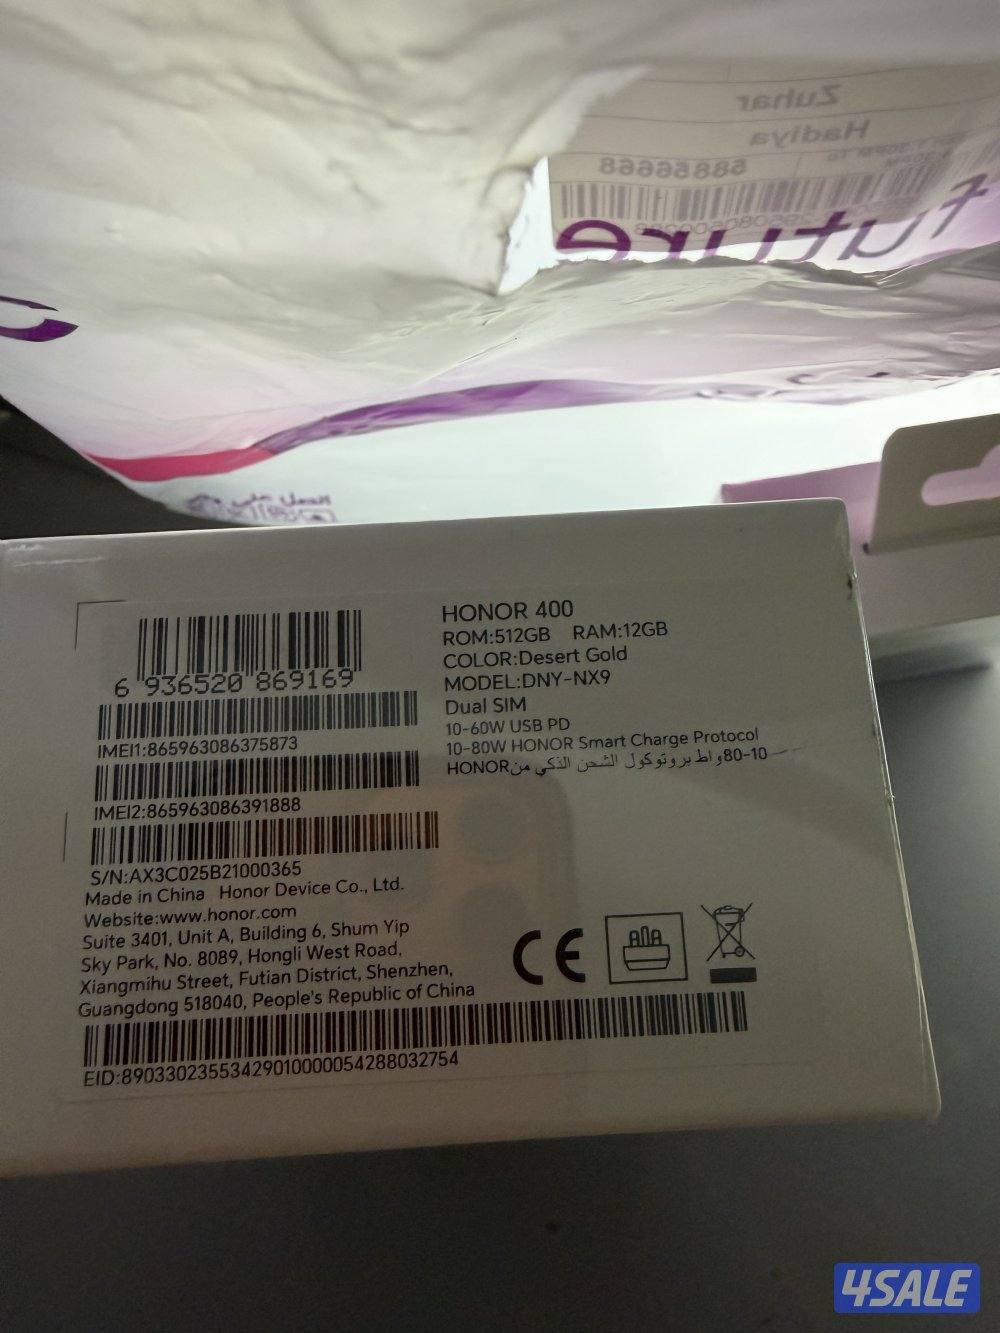 Zuhar
Hadiya
58856668
future
العمل على
HONOR 400
ROM:512GB RAM:12GB
COLOR:Desert Gold
MODEL:DNY-NX9
Dual SIM
10-60W USB PD
10-80W HONOR Smart Charge Protocol
10-80واط بروتوكول الشحن الذكي من HONOR
6 936520 869169
IMEI1:865963086375873
IMEI2:865963086391888
S/N:AX3C025B21000365
Made in China Honor Device Co., Ltd.
Website:www.honor.com
Suite 3401, Unit A, Building 6, Shum Yip
Sky Park, No. 8089, Hongli West Road,
Xiangmihu Street, Futian District, Shenzhen,
Guangdong 518040, People's Republic of China
CE
EID:89033023553429010000054288032754
4SALE